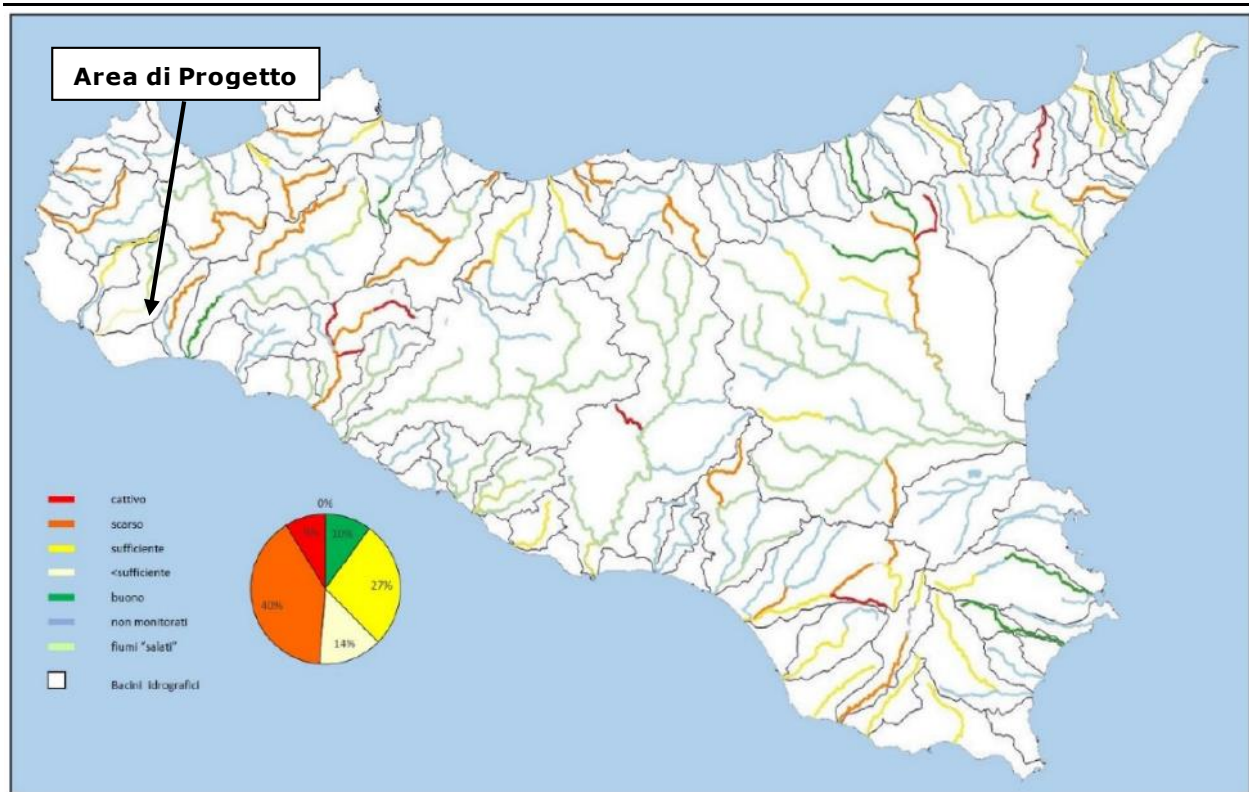 Area di Progetto
cattivo
scarso
sufficiente
<sufficiente
buono
non monitorati
fiumi "salati"
Bacini idrografici
0%
10%
27%
14%
40%
9%